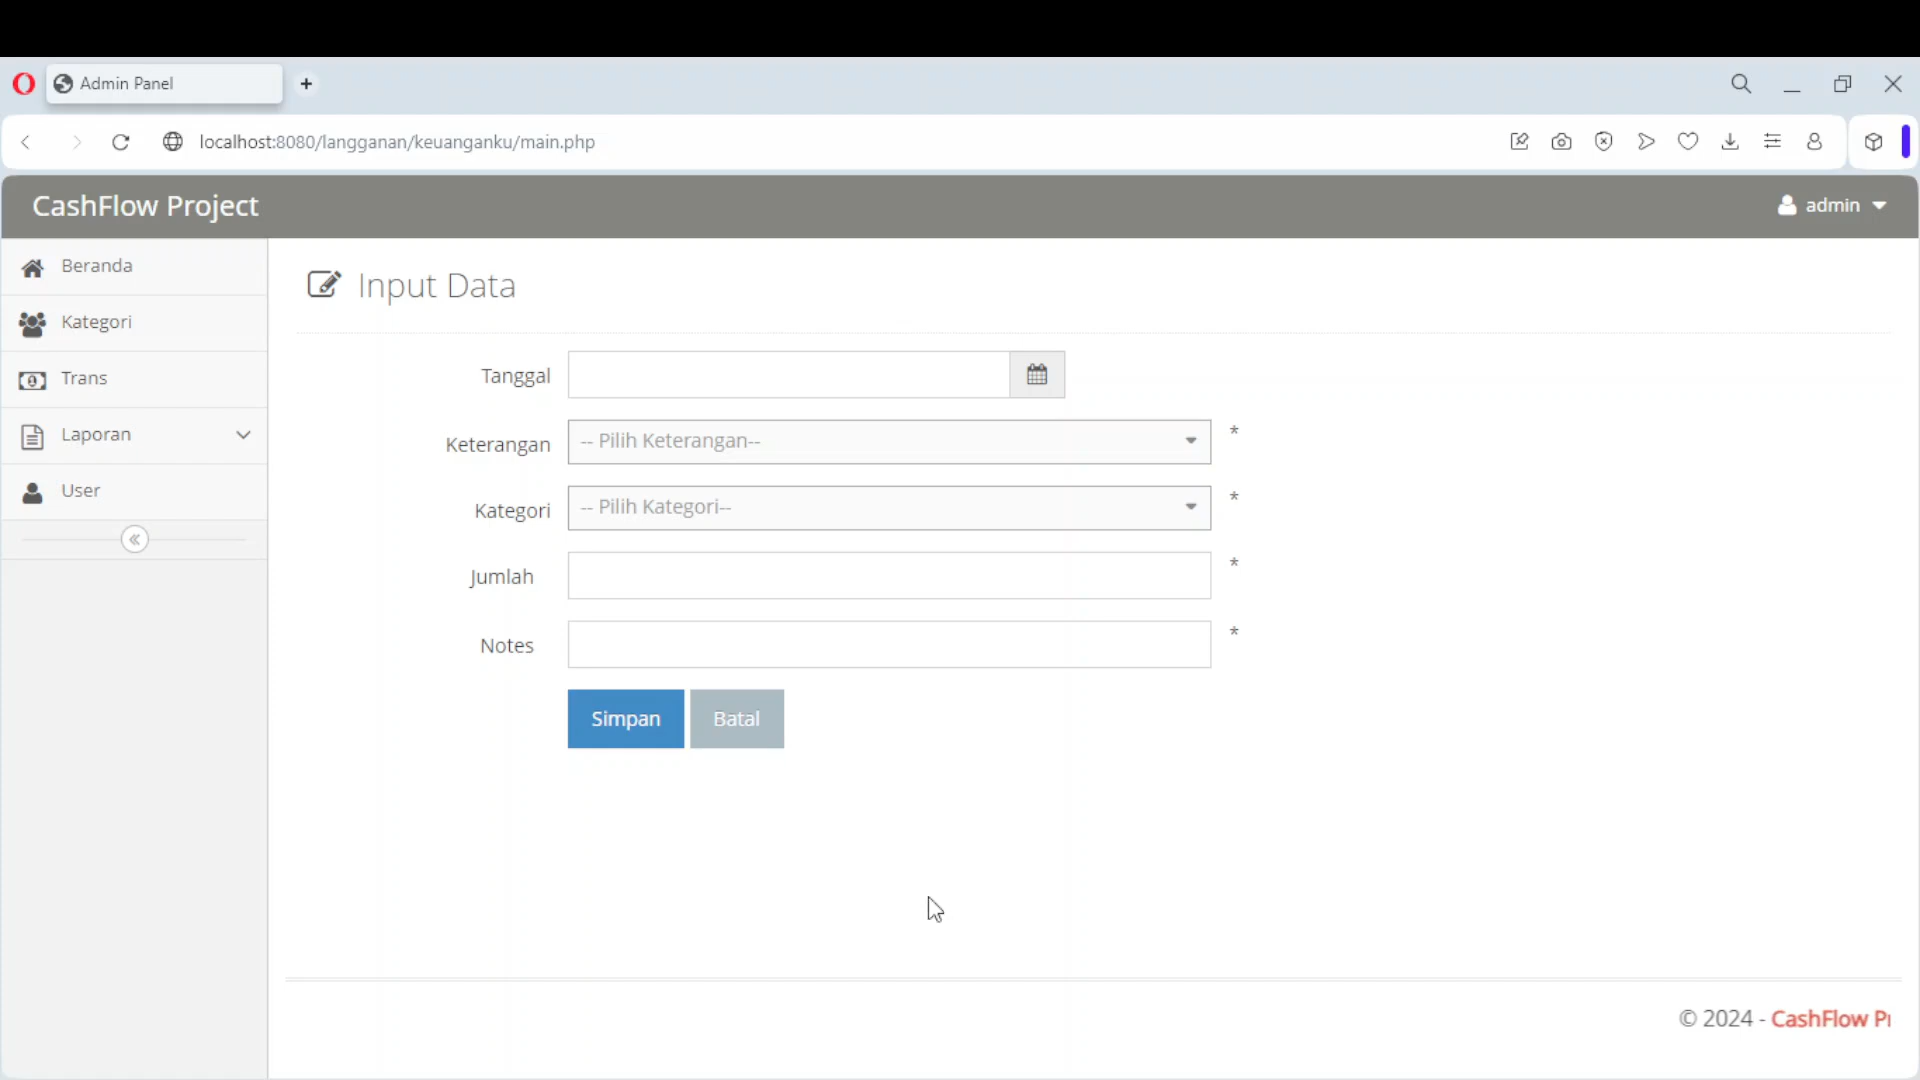 Admin Panel
localhost:8080/langganan/keuanganku/main.php
CashFlow Project
admin
Beranda
Kategori
Trans
Laporan
User
Input Data
Tanggal
Keterangan
-- Pilih Keterangan--
*
Kategori
-- Pilih Kategori--
*
Jumlah
*
Notes
*
Simpan
Batal
© 2024 - CashFlow Pr